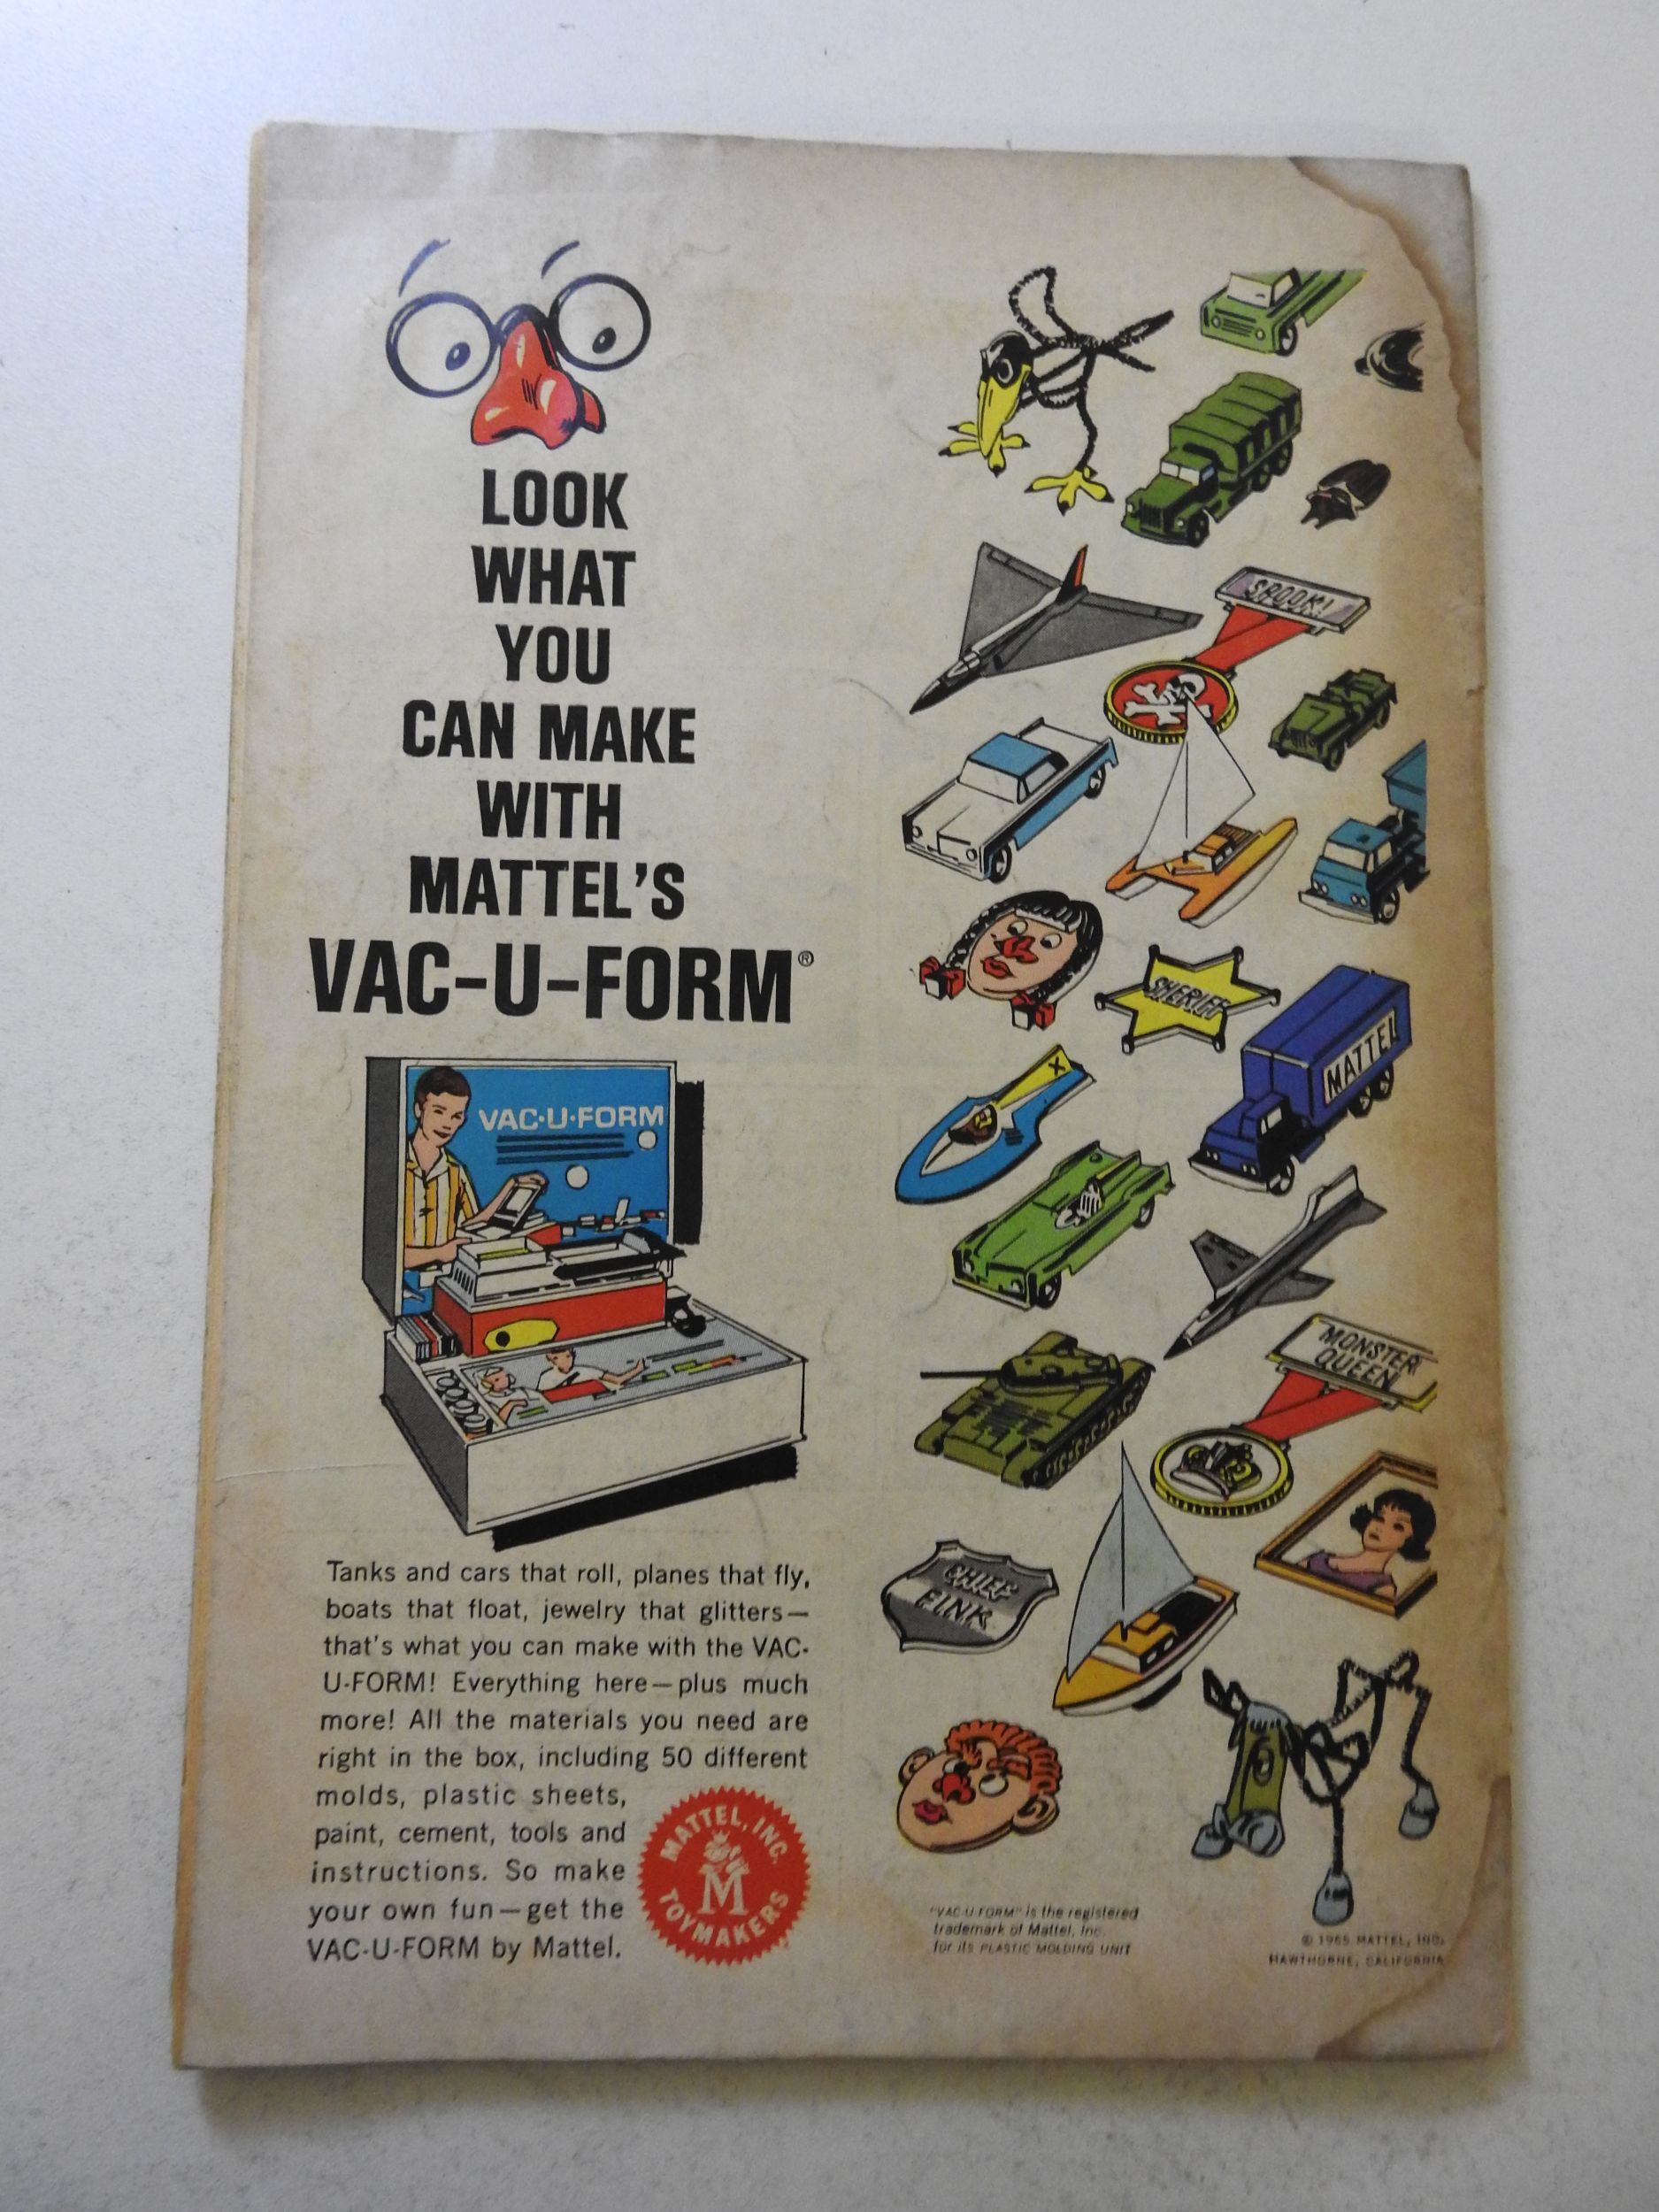 LOOK
WHAT
YOU
CAN MAKE
WITH
MATTEL'S
VAC-U-FORM®
VAC·U·FORM
Tanks and cars that roll, planes that fly,
boats that float, jewelry that glitters—
that's what you can make with the VAC-
U-FORM! Everything here—plus much
more! All the materials you need are
right in the box, including 50 different
molds, plastic sheets,
paint, cement, tools and
instructions. So make
your own fun—get the
VAC-U-FORM by Mattel.
MATTEL, INC.
M
TOYMAKERS
SPOOK!
SHERIFF
MATTEL
X
MONSTER
QUEEN
CHIEF
FINK
"VAC-U-FORM" is the registered
trademark of Mattel, Inc.
for its PLASTIC MOLDING UNIT
© 1965 MATTEL, INC.
HAWTHORNE, CALIFORNIA